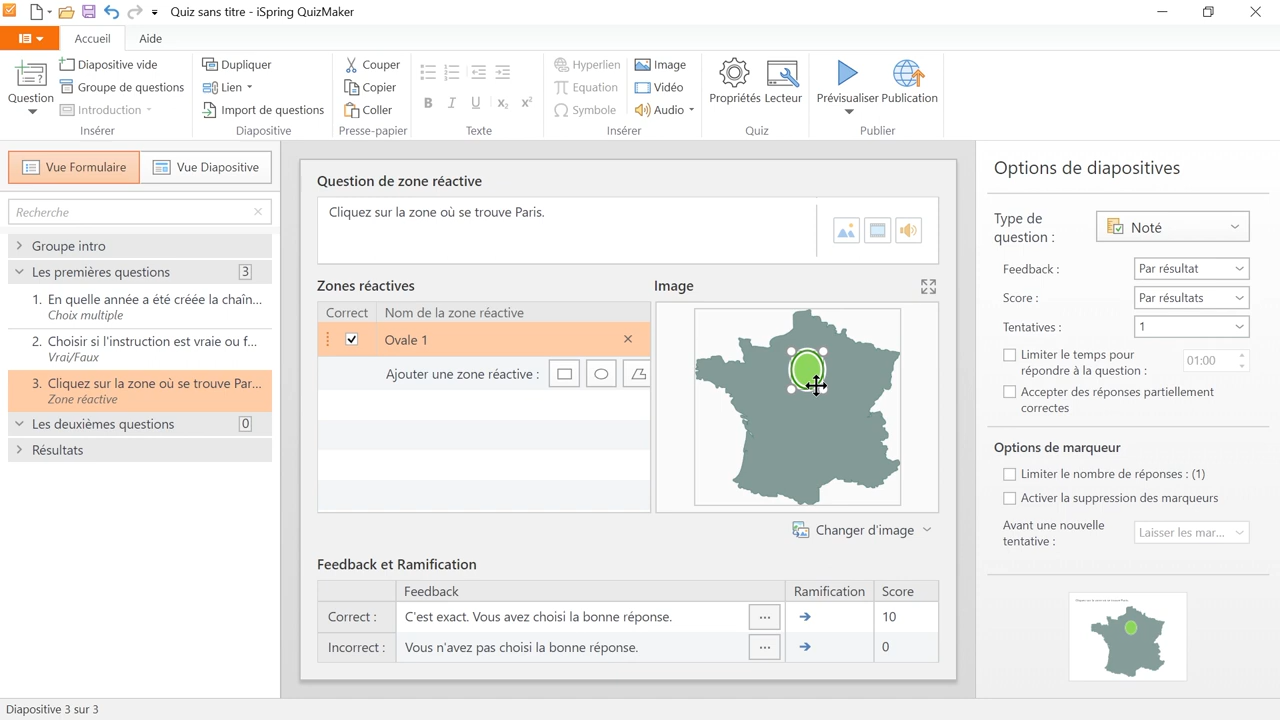 Quiz sans titre - iSpring QuizMaker
Accueil
Aide
Question
Diapositive vide
Groupe de questions
Introduction
Insérer
Dupliquer
Lien
Import de questions
Diapositive
Couper
Copier
Coller
Presse-papier
B I U x₂ x²
Texte
Hyperlien
Equation
Symbole
Image
Vidéo
Audio
Insérer
Propriétés
Lecteur
Quiz
Prévisualiser
Publication
Publier
Vue Formulaire
Vue Diapositive
Recherche
Groupe intro
Les premières questions 3
1. En quelle année a été créée la chaîn...
Choix multiple
2. Choisir si l'instruction est vraie ou f...
Vrai/Faux
3. Cliquez sur la zone où se trouve Par...
Zone réactive
Les deuxièmes questions 0
Résultats
Question de zone réactive
Cliquez sur la zone où se trouve Paris.
Zones réactives
Image
Correct Nom de la zone réactive
Ovale 1
Ajouter une zone réactive :
Changer d'image
Feedback et Ramification
Feedback Ramification Score
Correct : C'est exact. Vous avez choisi la bonne réponse. ... 10
Incorrect : Vous n'avez pas choisi la bonne réponse. ... 0
Options de diapositives
Type de
question :
Noté
Feedback : Par résultat
Score : Par résultats
Tentatives : 1
Limiter le temps pour
répondre à la question :
01:00
Accepter des réponses partiellement
correctes
Options de marqueur
Limiter le nombre de réponses : (1)
Activer la suppression des marqueurs
Avant une nouvelle
tentative :
Laisser les mar...
Cliquez sur la zone où se trouve Paris.
Diapositive 3 sur 3